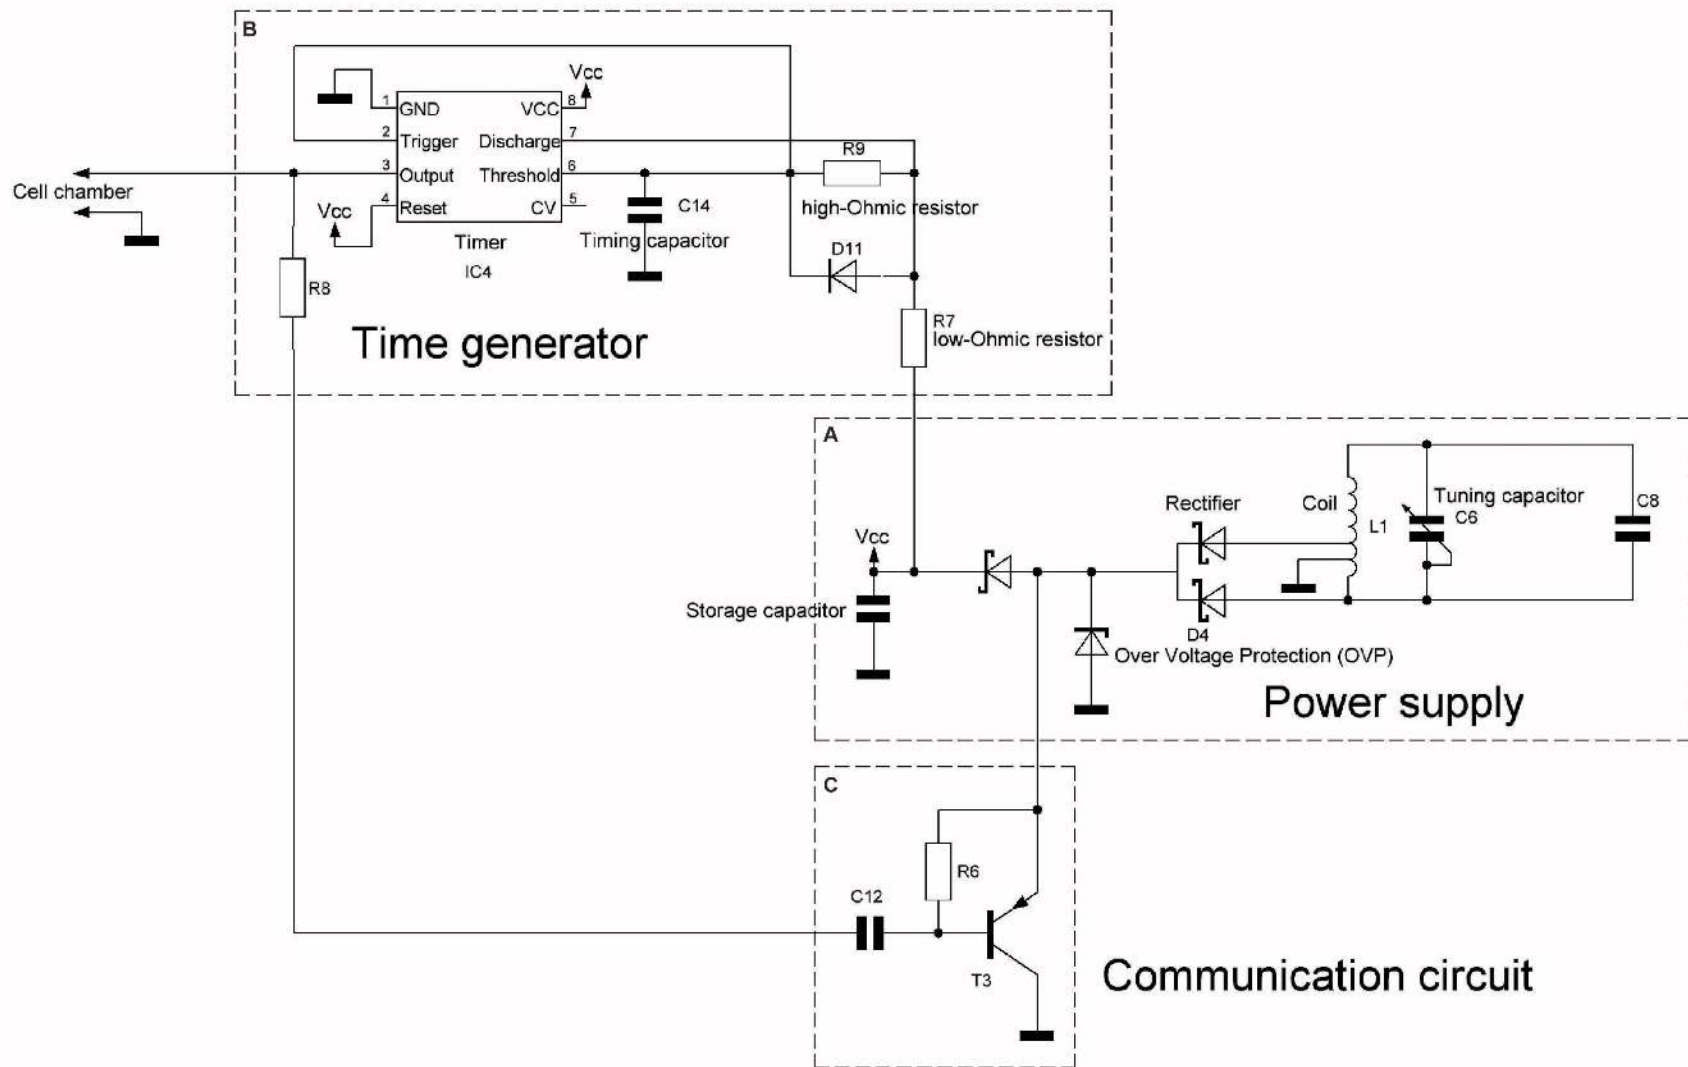 B
Vcc
1 GND
VCC 8
2 Trigger
Discharge 7
3 Output
Threshold 6
4 Reset
CV 5
Cell chamber
Vcc
Timer
IC4
C14
Timing capacitor
R9
high-Ohmic resistor
D11
R8
R7
low-Ohmic resistor
Time generator
A
Rectifier
Coil
L1
Tuning capacitor
C6
C8
Vcc
Storage capacitor
D4
Over Voltage Protection (OVP)
Power supply
C
R6
C12
T3
Communication circuit